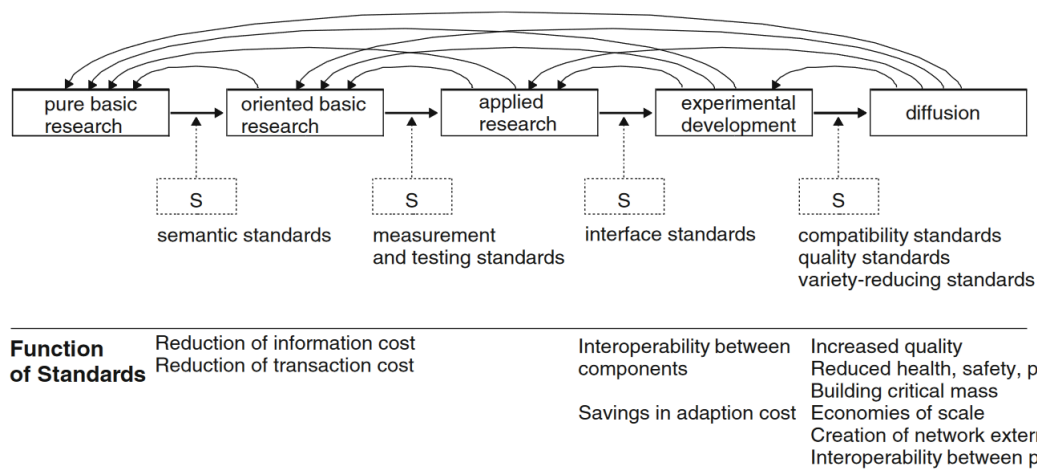 pure basic
research
oriented basic
research
applied
research
experimental
development
diffusion
S
S
S
S
semantic standards
measurement
and testing standards
interface standards
compatibility standards
quality standards
variety-reducing standards
Function
of Standards
Reduction of information cost
Reduction of transaction cost
Interoperability between
components
Savings in adaption cost
Increased quality
Reduced health, safety, p
Building critical mass
Economies of scale
Creation of network extern
Interoperability between p